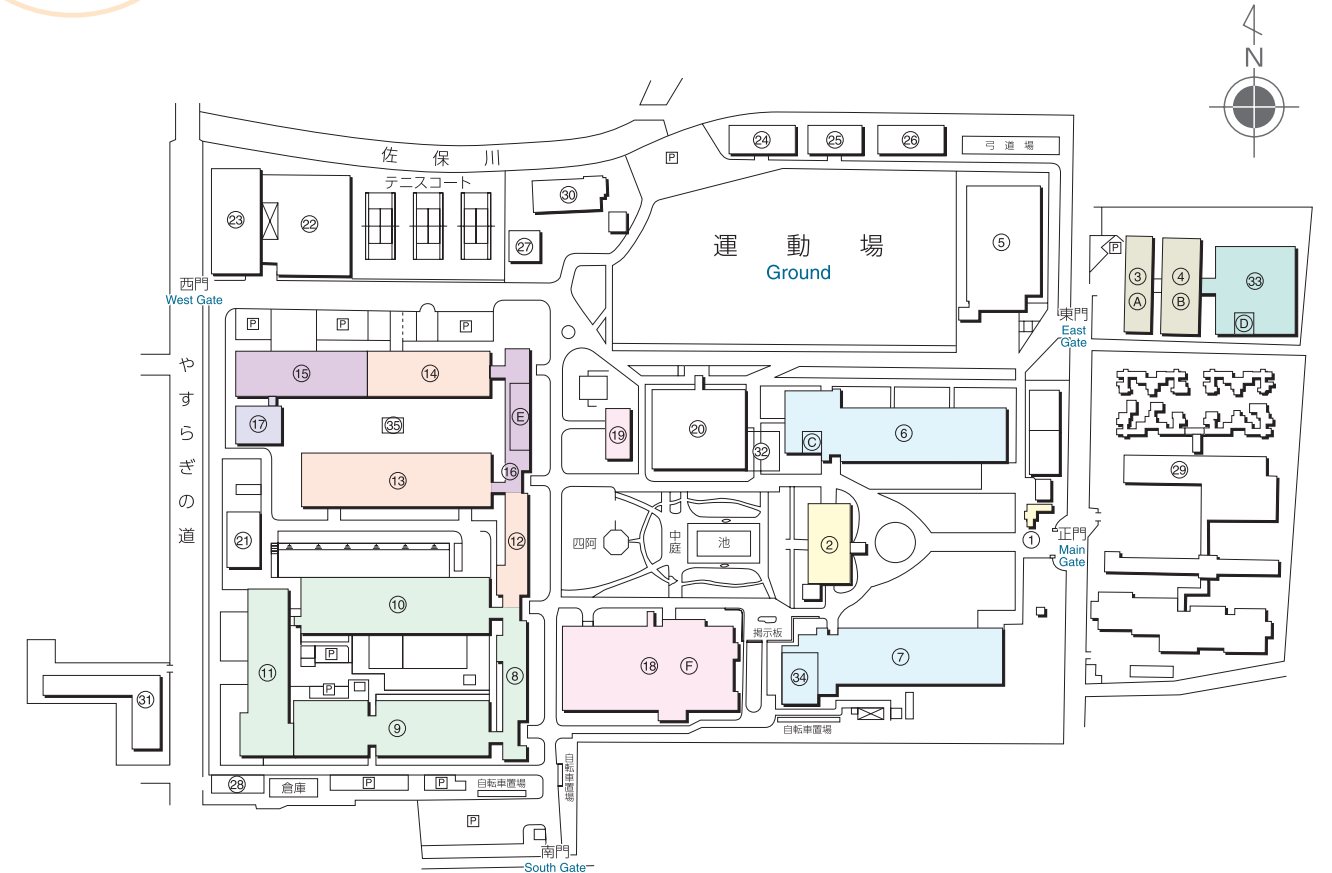 N
佐保川
テニスコート
24
25
26
弓道場
P
23
22
30
27
運動場
Ground
5
3
A
4
B
33
D
P
西門
West Gate
東門
East
Gate
P
P
P
やすらぎの道
15
14
E
17
35
19
20
32
C
6
16
13
29
21
12
四阿
中庭
池
2
1
正門
Main
Gate
10
掲示板
11
P
18
F
7
8
34
31
P
9
自転車置場
28
倉庫
P
P
自転車置場
自転車置場
P
南門
South Gate